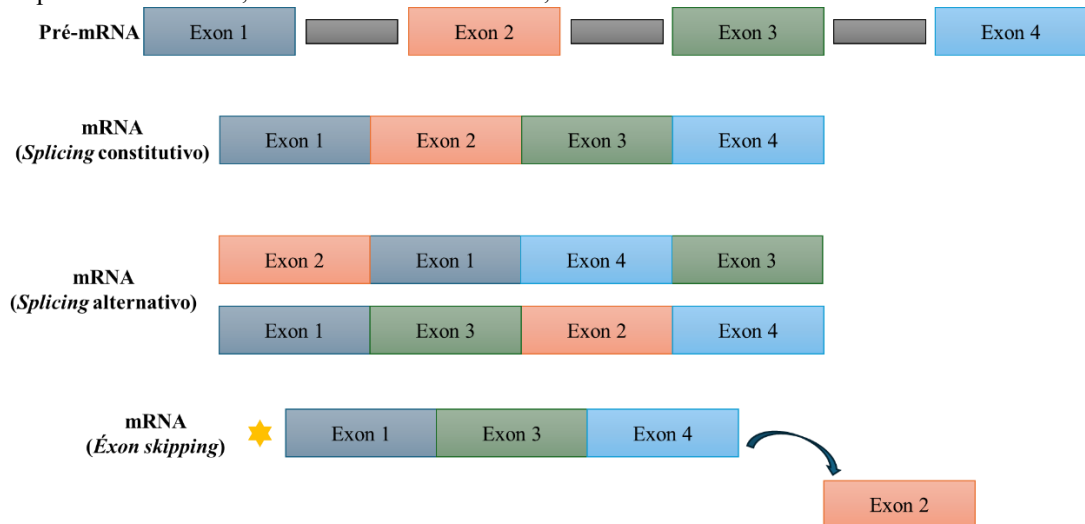 Pré-mRNA
Exon 1
Exon 2
Exon 3
Exon 4
mRNA
(Splicing constitutivo)
Exon 1
Exon 2
Exon 3
Exon 4
mRNA
(Splicing alternativo)
Exon 2
Exon 1
Exon 4
Exon 3
Exon 1
Exon 3
Exon 2
Exon 4
mRNA
(Éxon skipping)
Exon 1
Exon 3
Exon 4
Exon 2